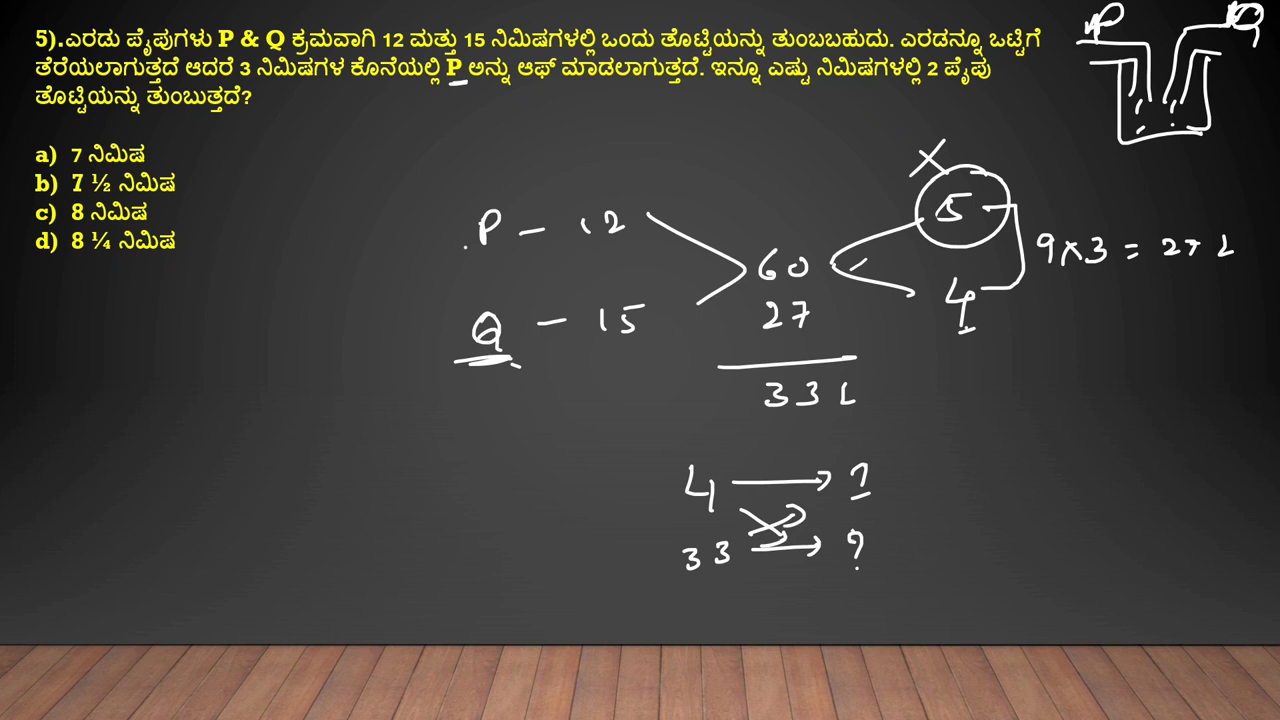 5).ಎರಡು ಪೈಪುಗಳು P & Q ಕ್ರಮವಾಗಿ 12 ಮತ್ತು 15 ನಿಮಿಷಗಳಲ್ಲಿ ಒಂದು ತೊಟ್ಟಿಯನ್ನು ತುಂಬಬಹುದು. ಎರಡನ್ನೂ ಒಟ್ಟಿಗೆ
ತೆರೆಯಲಾಗುತ್ತದೆ ಆದರೆ 3 ನಿಮಿಷಗಳ ಕೊನೆಯಲ್ಲಿ P ಅನ್ನು ಆಫ್ ಮಾಡಲಾಗುತ್ತದೆ. ಇನ್ನೂ ಎಷ್ಟು ನಿಮಿಷಗಳಲ್ಲಿ 2 ಪೈಪು
ತೊಟ್ಟಿಯನ್ನು ತುಂಬುತ್ತದೆ?
a) 7 ನಿಮಿಷ
b) 7 ½ ನಿಮಿಷ
c) 8 ನಿಮಿಷ
d) 8 ¼ ನಿಮಿಷ
P Q
P – 12
5
60
9 x 3 = 27 L
4
Q – 15
27
33 L
4 → ?
33 → ?